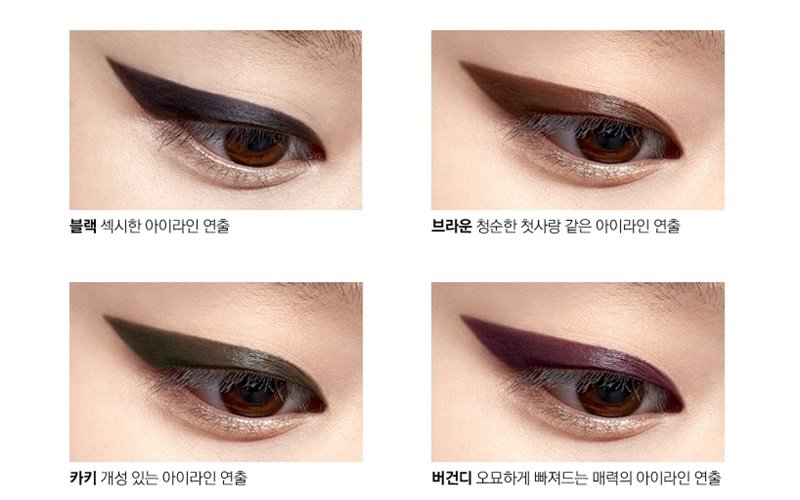 블랙 섹시한 아이라인 연출
브라운 청순한 첫사랑 같은 아이라인 연출
카키 개성 있는 아이라인 연출
버건디 오묘하게 빠져드는 매력의 아이라인 연출